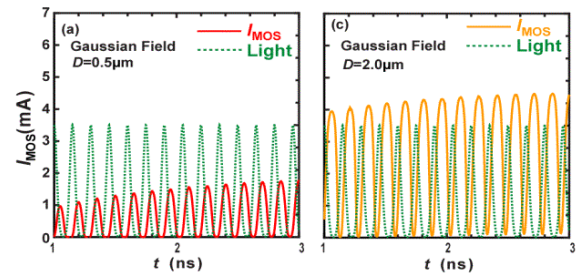 (a)
I_MOS
Gaussian Field
Light
D=0.5μm
(c)
I_MOS
Gaussian Field
Light
D=2.0μm
I_MOS(mA)
7
6
5
4
3
2
1
0
1
2
3
1
2
3
t (ns)
t (ns)